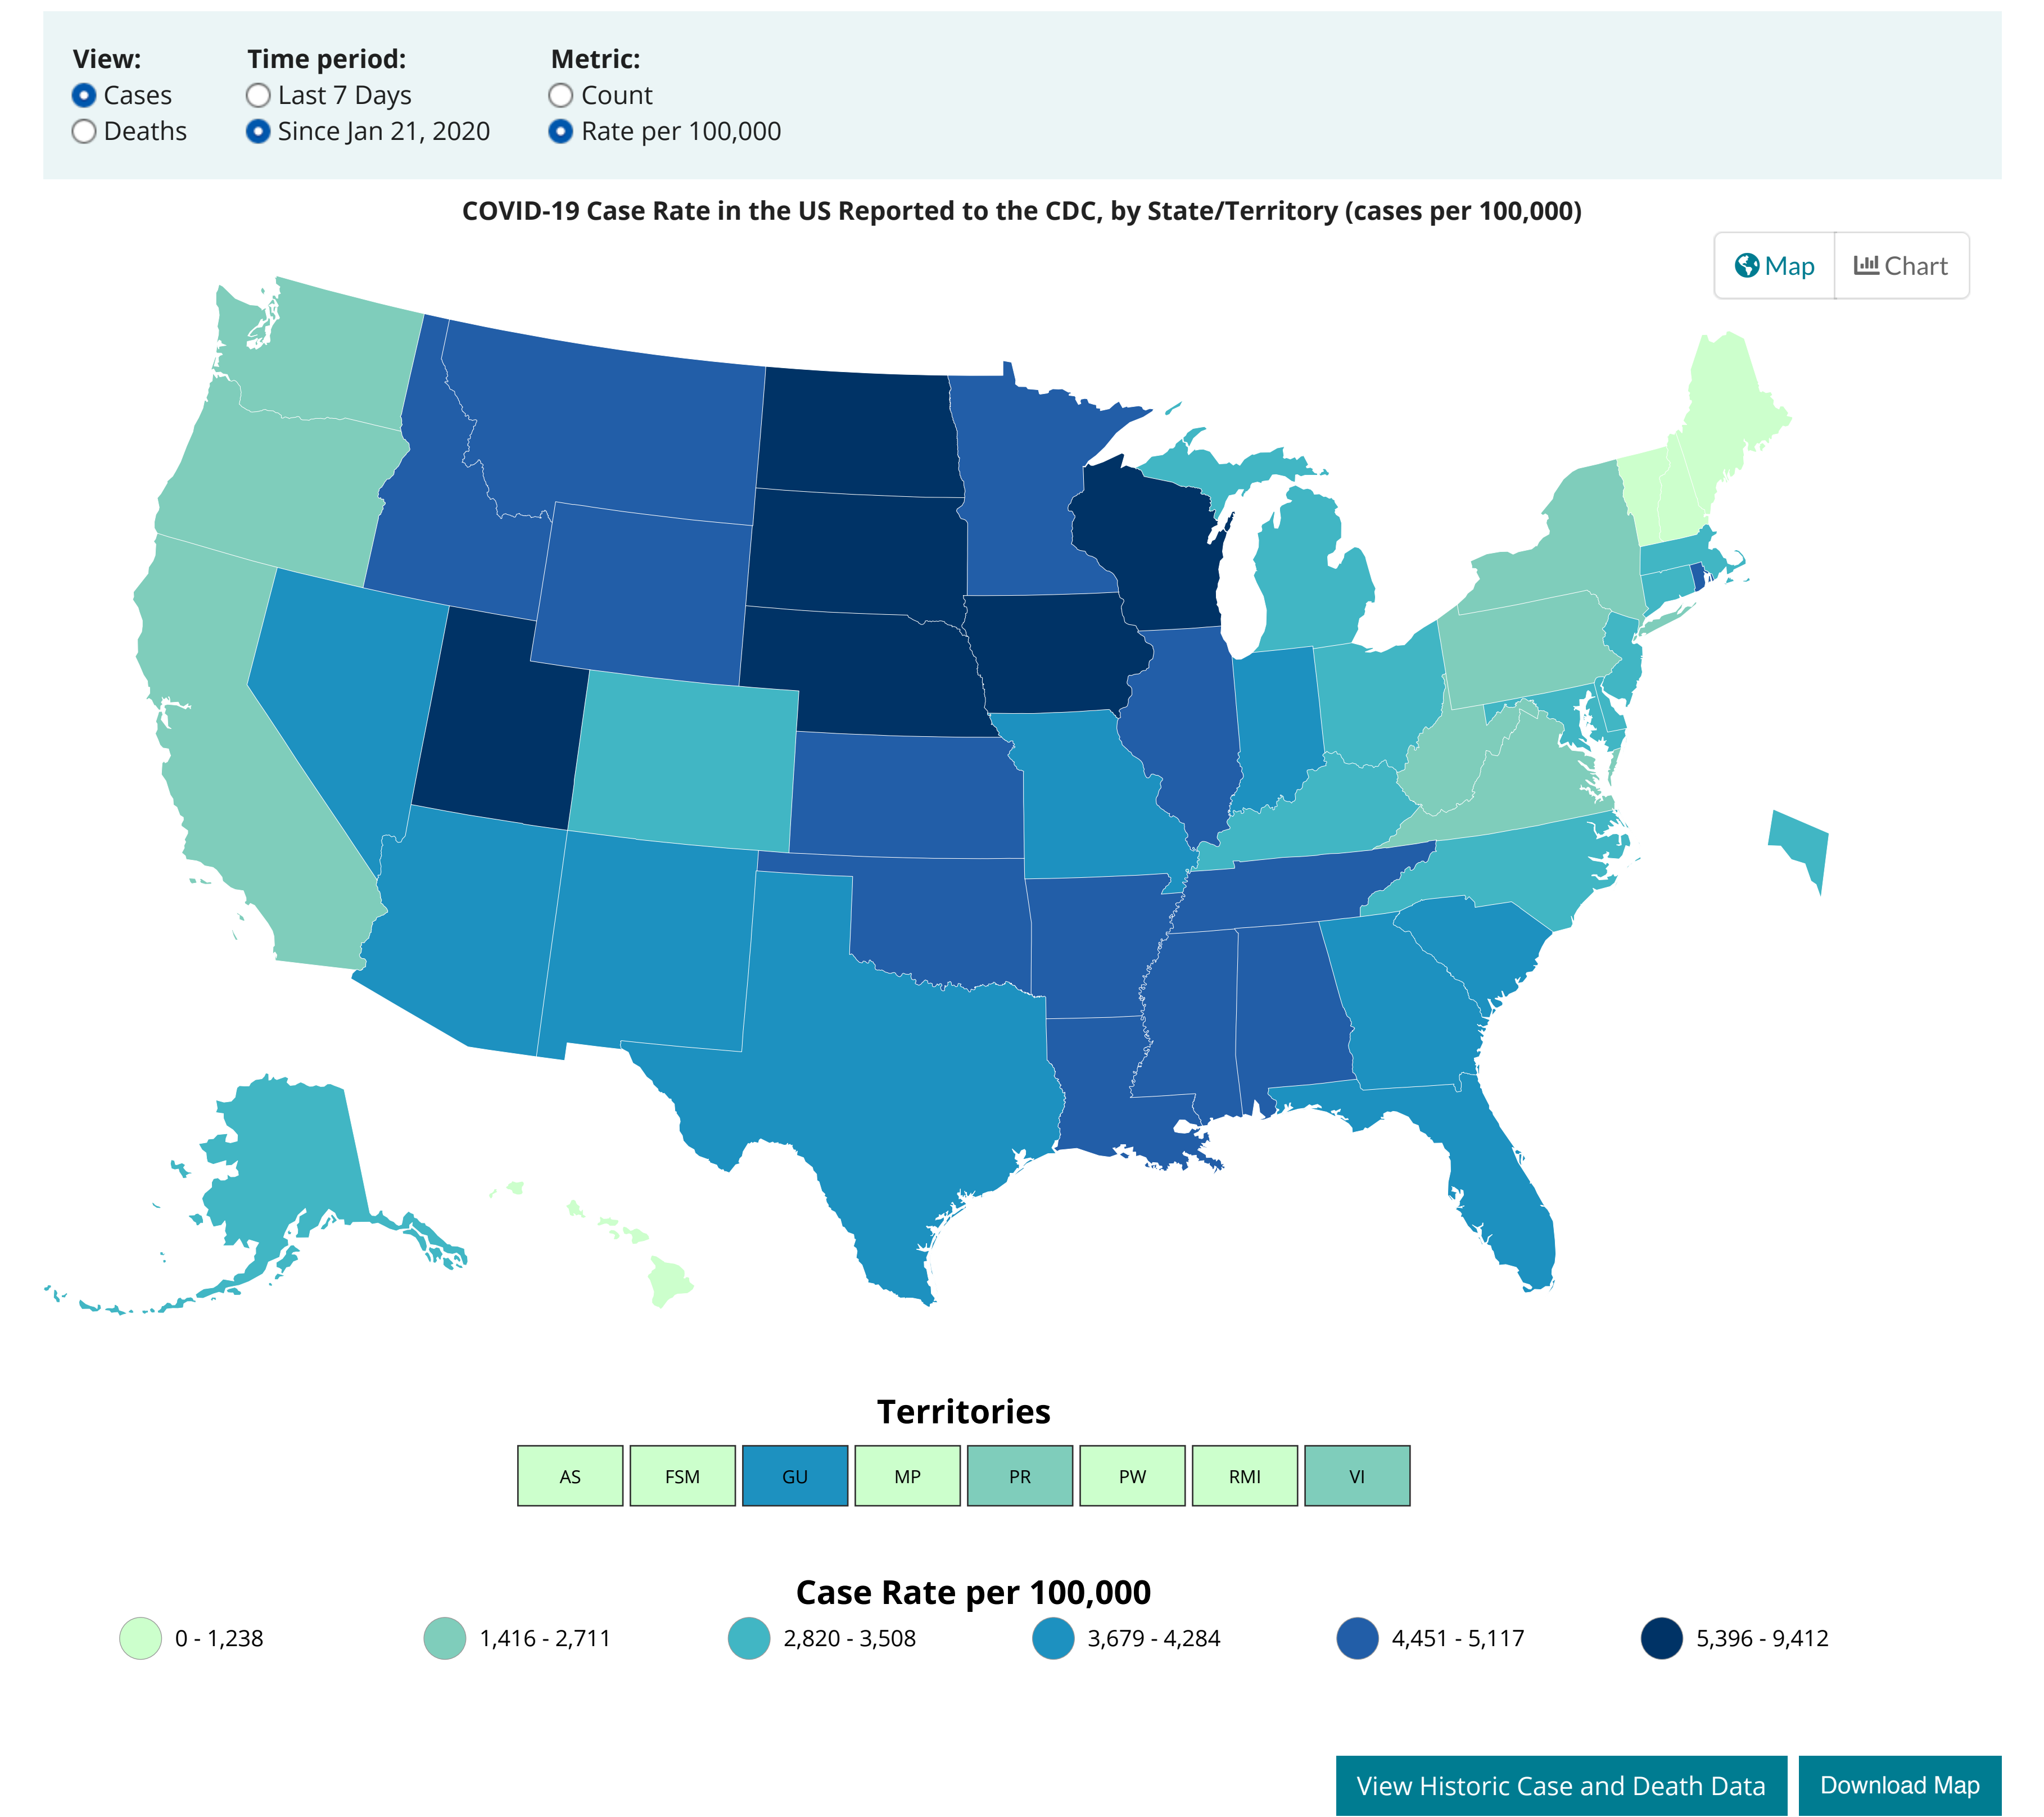 View:
Cases
Deaths
Time period:
Last 7 Days
Since Jan 21, 2020
Metric:
Count
Rate per 100,000
COVID-19 Case Rate in the US Reported to the CDC, by State/Territory (cases per 100,000)
Map
Chart
Territories
AS FSM GU MP PR PW RMI VI
Case Rate per 100,000
0 - 1,238
1,416 - 2,711
2,820 - 3,508
3,679 - 4,284
4,451 - 5,117
5,396 - 9,412
View Historic Case and Death Data
Download Map